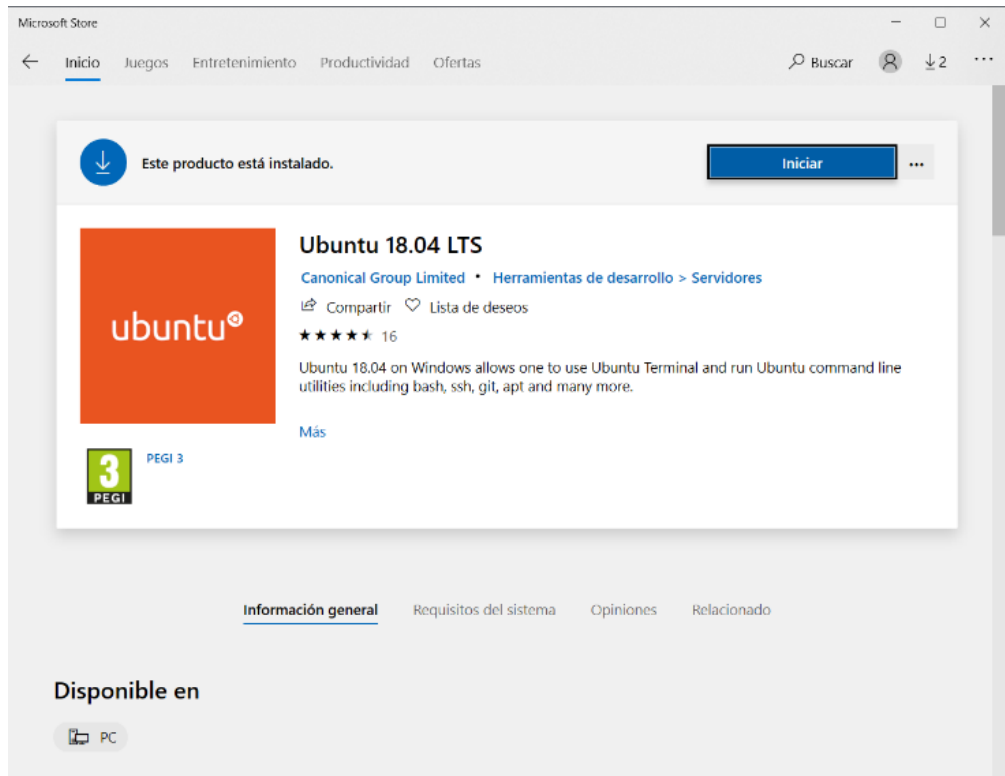 Microsoft Store
Inicio Juegos Entretenimiento Productividad Ofertas Buscar 2
Este producto está instalado. Iniciar
Ubuntu 18.04 LTS
Canonical Group Limited • Herramientas de desarrollo > Servidores
Compartir Lista de deseos
16
ubuntu
Ubuntu 18.04 on Windows allows one to use Ubuntu Terminal and run Ubuntu command line
utilities including bash, ssh, git, apt and many more.
Más
3
PEGI
PEGI 3
Información general Requisitos del sistema Opiniones Relacionado
Disponible en
PC